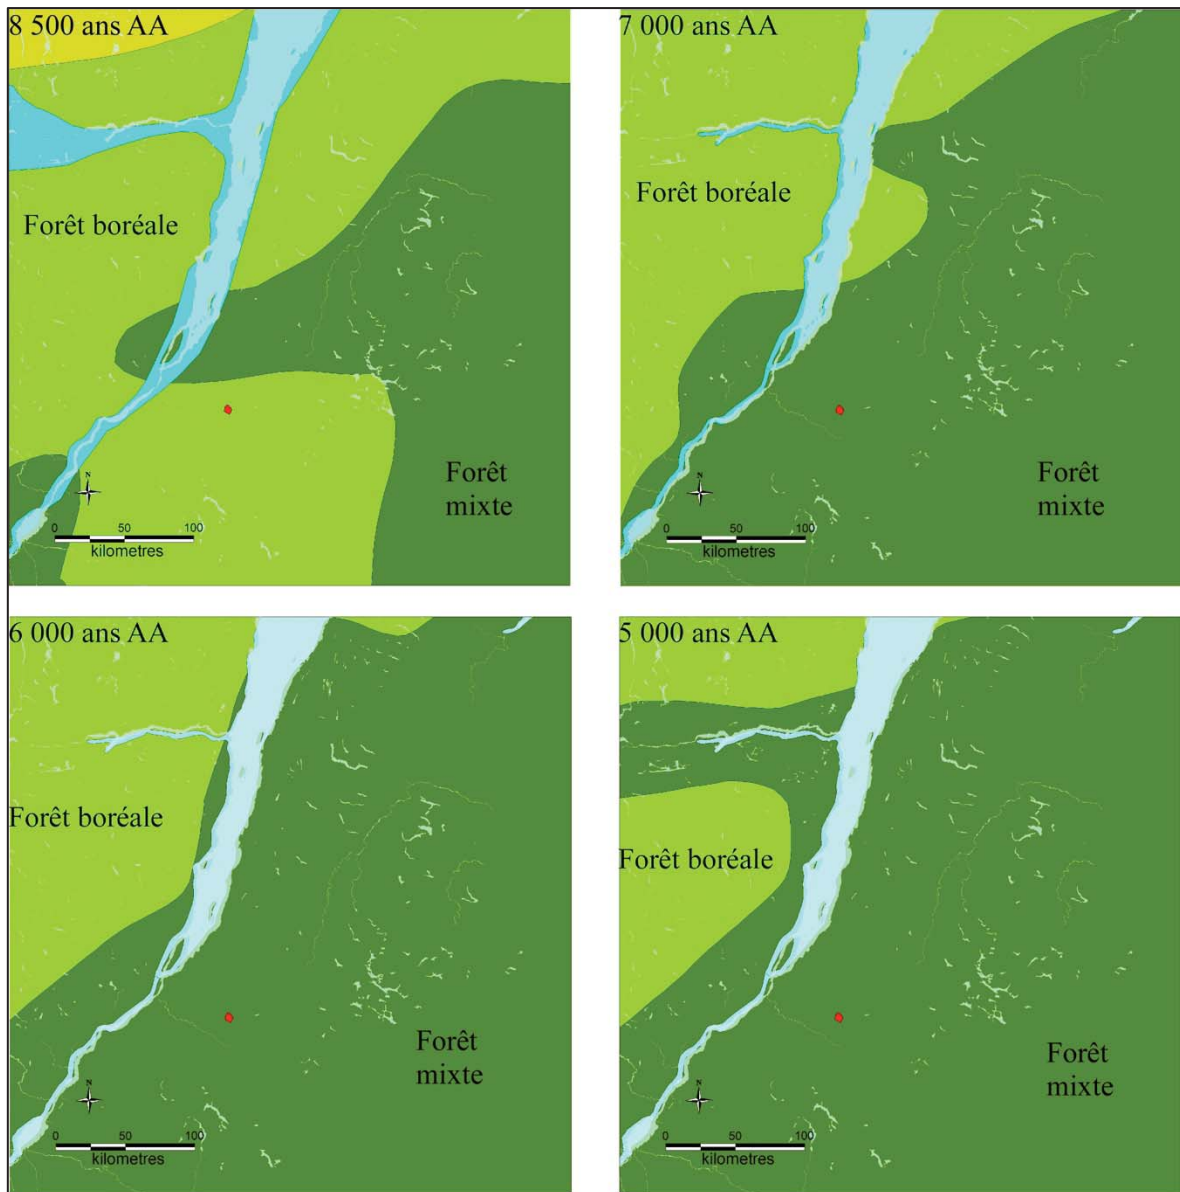 8 500 ans AA
Forêt boréale
Forêt
mixte
N
0 50 100
kilometres
7 000 ans AA
Forêt boréale
Forêt
mixte
N
0 50 100
kilometres
6 000 ans AA
Forêt boréale
Forêt
mixte
N
0 50 100
kilometres
5 000 ans AA
Forêt boréale
Forêt
mixte
N
0 50 100
kilometres